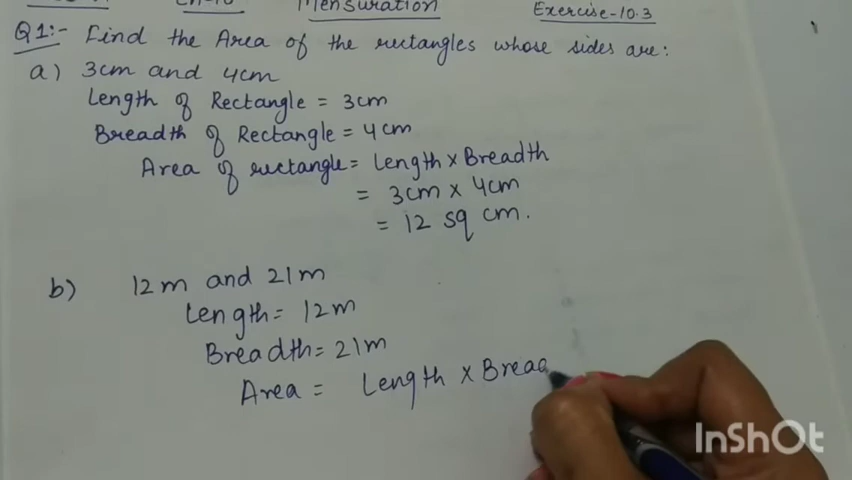 Mensuration
Exercise-10.3
Q1:- Find the Area of the rectangles whose sides are:
a) 3cm and 4cm
Length of Rectangle = 3cm
Breadth of Rectangle = 4cm
Area of rectangle = Length × Breadth
= 3cm × 4cm
= 12 sq cm.
b) 12m and 21m
Length = 12m
Breadth = 21m
Area = Length × Bread
InShOt